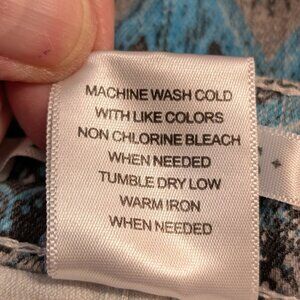 MACHINE WASH COLD
WITH LIKE COLORS
NON CHLORINE BLEACH
WHEN NEEDED
TUMBLE DRY LOW
WARM IRON
WHEN NEEDED